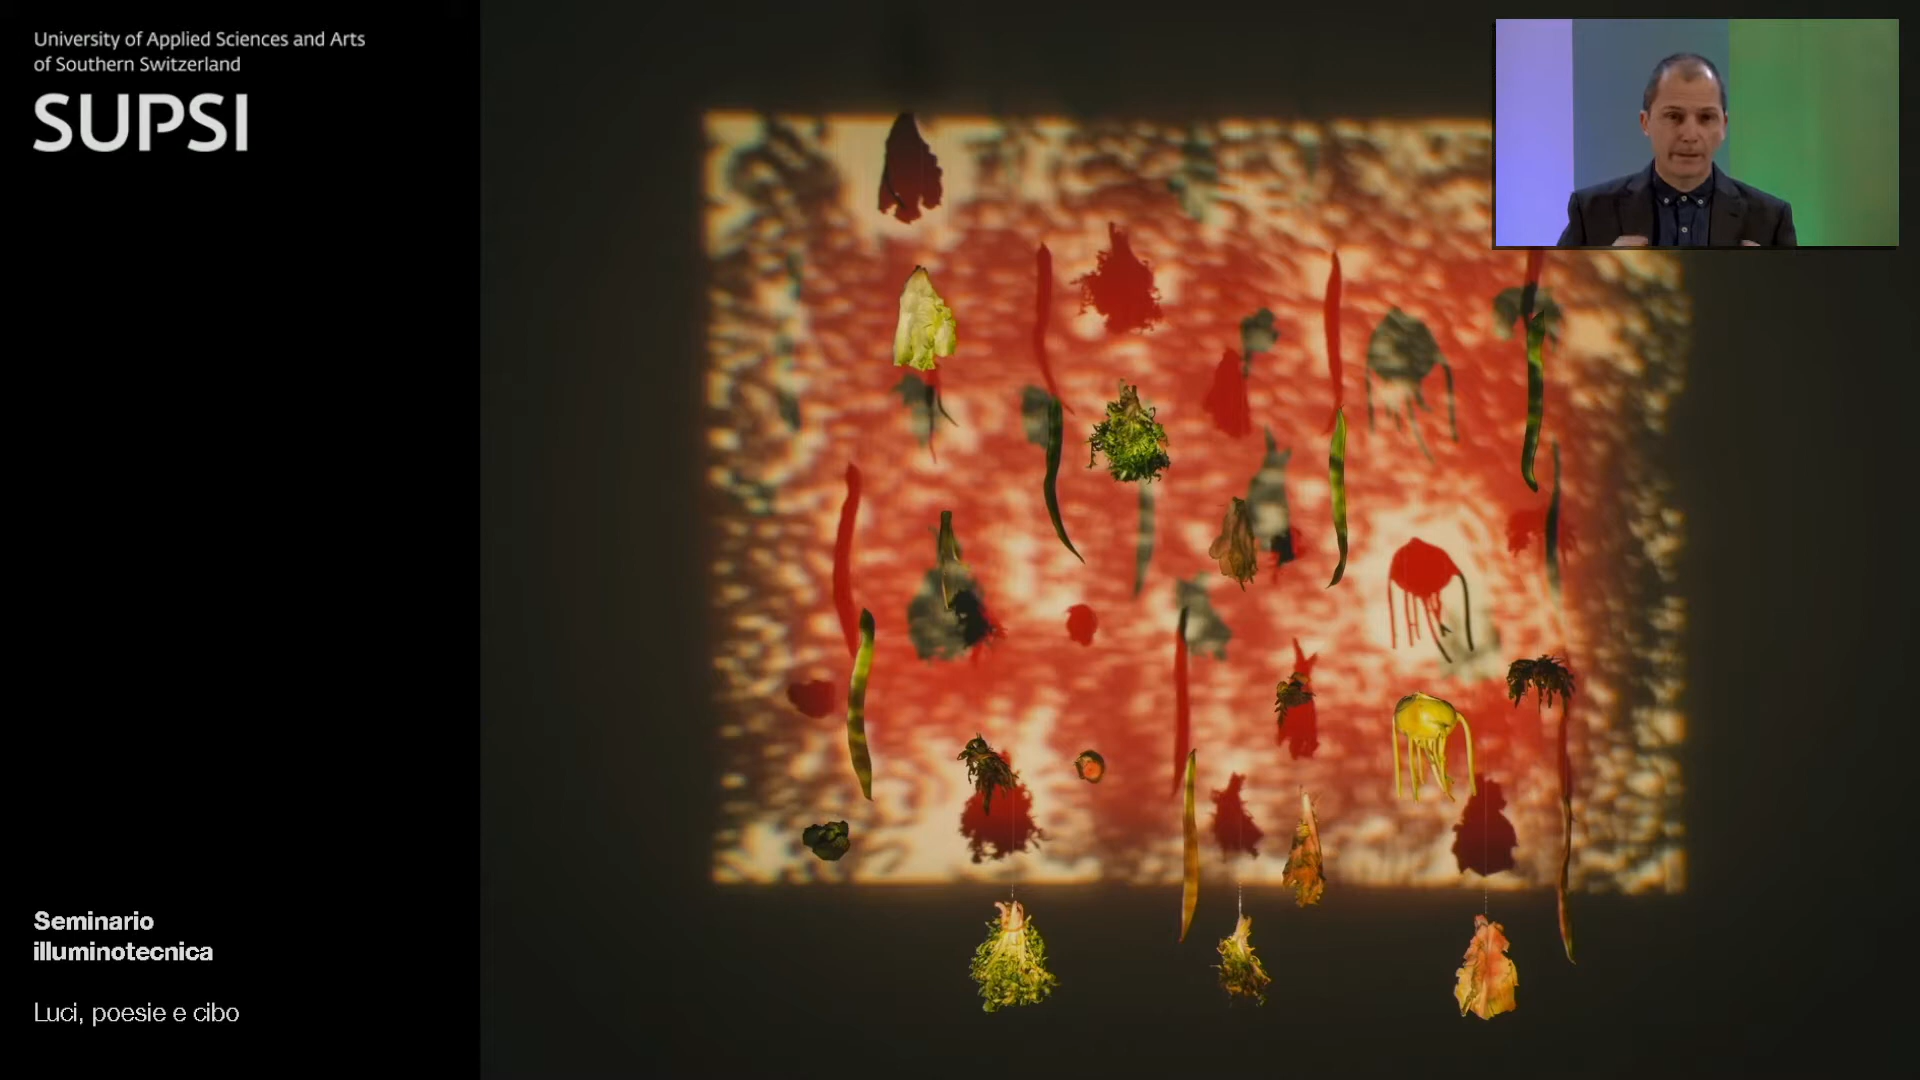 University of Applied Sciences and Arts
of Southern Switzerland
SUPSI
Seminario
illuminotecnica
Luci, poesie e cibo